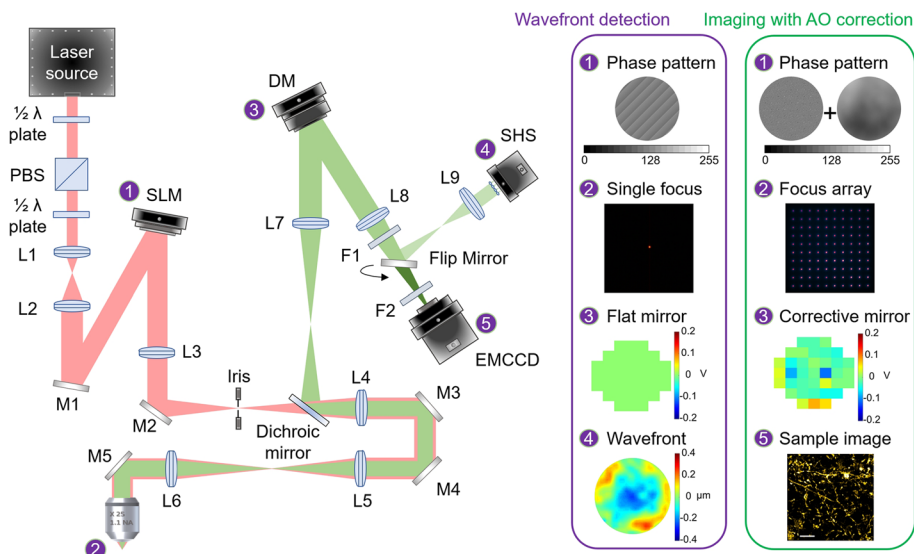 Laser
source
½ λ
plate
PBS
½ λ
plate
L1
L2
M1
1
SLM
L3
M2
Iris
Dichroic
mirror
M5
L6
X 25
1.1 NA
2
DM
3
L7
L8
F1
Flip Mirror
F2
4
SHS
L9
5
EMCCD
L4
M3
L5
M4
Wavefront detection
1 Phase pattern
0 128 255
2 Single focus
3 Flat mirror
0.2
0.1
0 V
-0.1
-0.2
4 Wavefront
0.4
0.2
0 µm
-0.2
0.4
Imaging with AO correction
1 Phase pattern
+
0 128 255
2 Focus array
3 Corrective mirror
0.2
0.1
0 V
-0.1
-0.2
5 Sample image